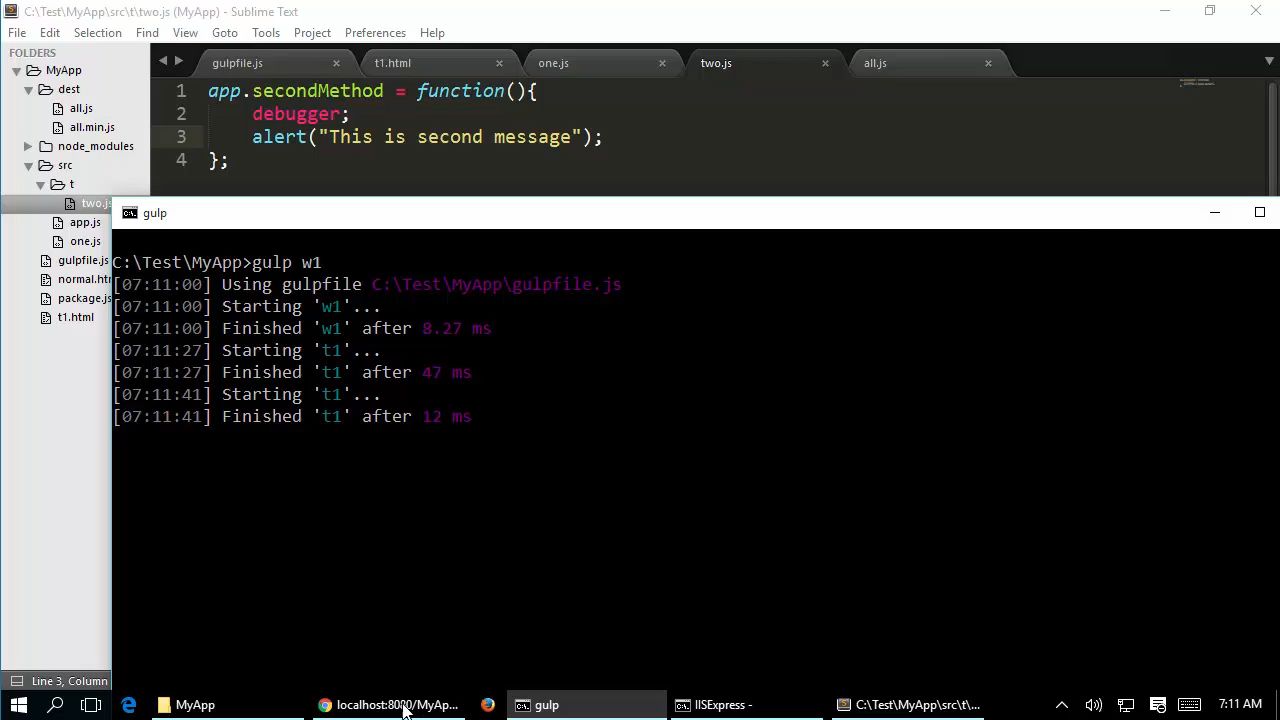 C:\Test\MyApp\src\t\two.js (MyApp) - Sublime Text
File Edit Selection Find View Goto Tools Project Preferences Help
FOLDERS
MyApp
dest
all.js
all.min.js
node_modules
src
t
two.js
app.js
one.js
gulpfile.js
normal.htm
package.js
t1.html
gulpfile.js t1.html one.js two.js all.js
1 app.secondMethod = function(){
2 debugger;
3 alert("This is second message");
4 };
gulp
C:\Test\MyApp>gulp w1
[07:11:00] Using gulpfile C:\Test\MyApp\gulpfile.js
[07:11:00] Starting 'w1'...
[07:11:00] Finished 'w1' after 8.27 ms
[07:11:27] Starting 't1'...
[07:11:27] Finished 't1' after 47 ms
[07:11:41] Starting 't1'...
[07:11:41] Finished 't1' after 12 ms
Line 3, Column
MyApp localhost:8020/MyAp... gulp IISExpress - C:\Test\MyApp\src\t\... 7:11 AM